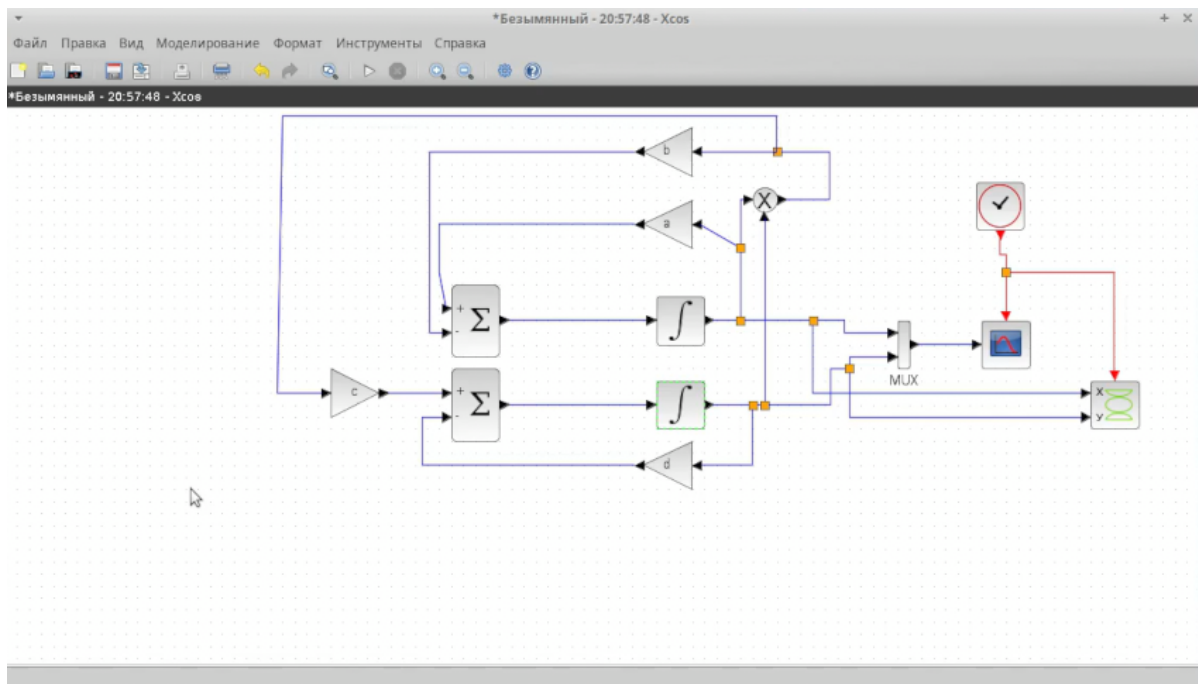 *Безымянный - 20:57:48 - Xcos
Файл Правка Вид Моделирование Формат Инструменты Справка
*Безымянный - 20:57:48 - Xcos
b
X
a
+
-
Σ
∫
MUX
c
+
-
Σ
∫
X
y
d